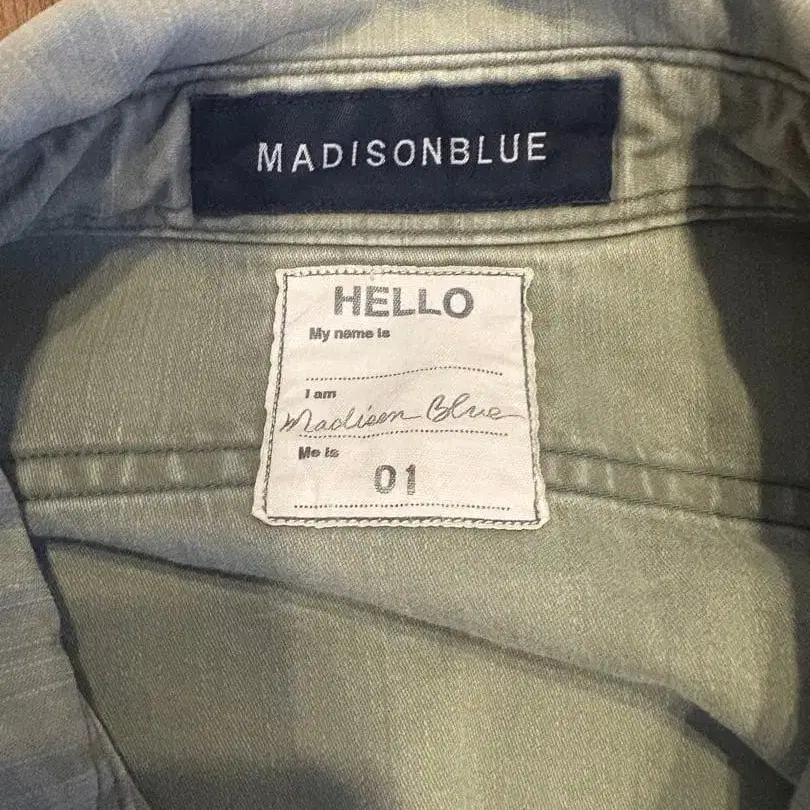 MADISONBLUE
HELLO
My name is
I am
Madison Blue
Me is
01